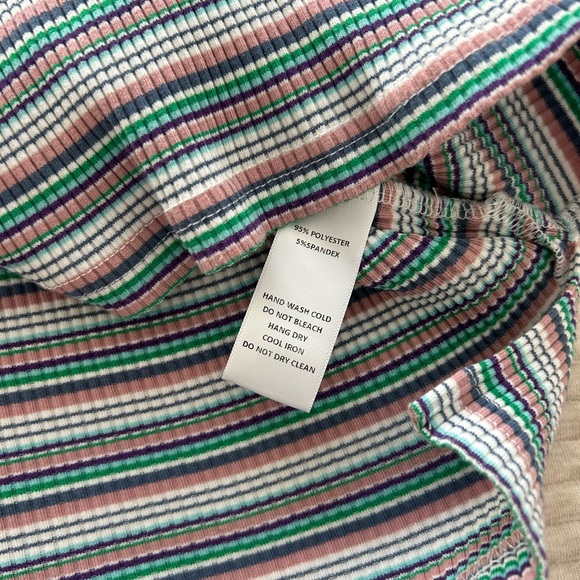 95% POLYESTER
5%SPANDEX
HAND WASH COLD
DO NOT BLEACH
HANG DRY
COOL IRON
DO NOT DRY CLEAN